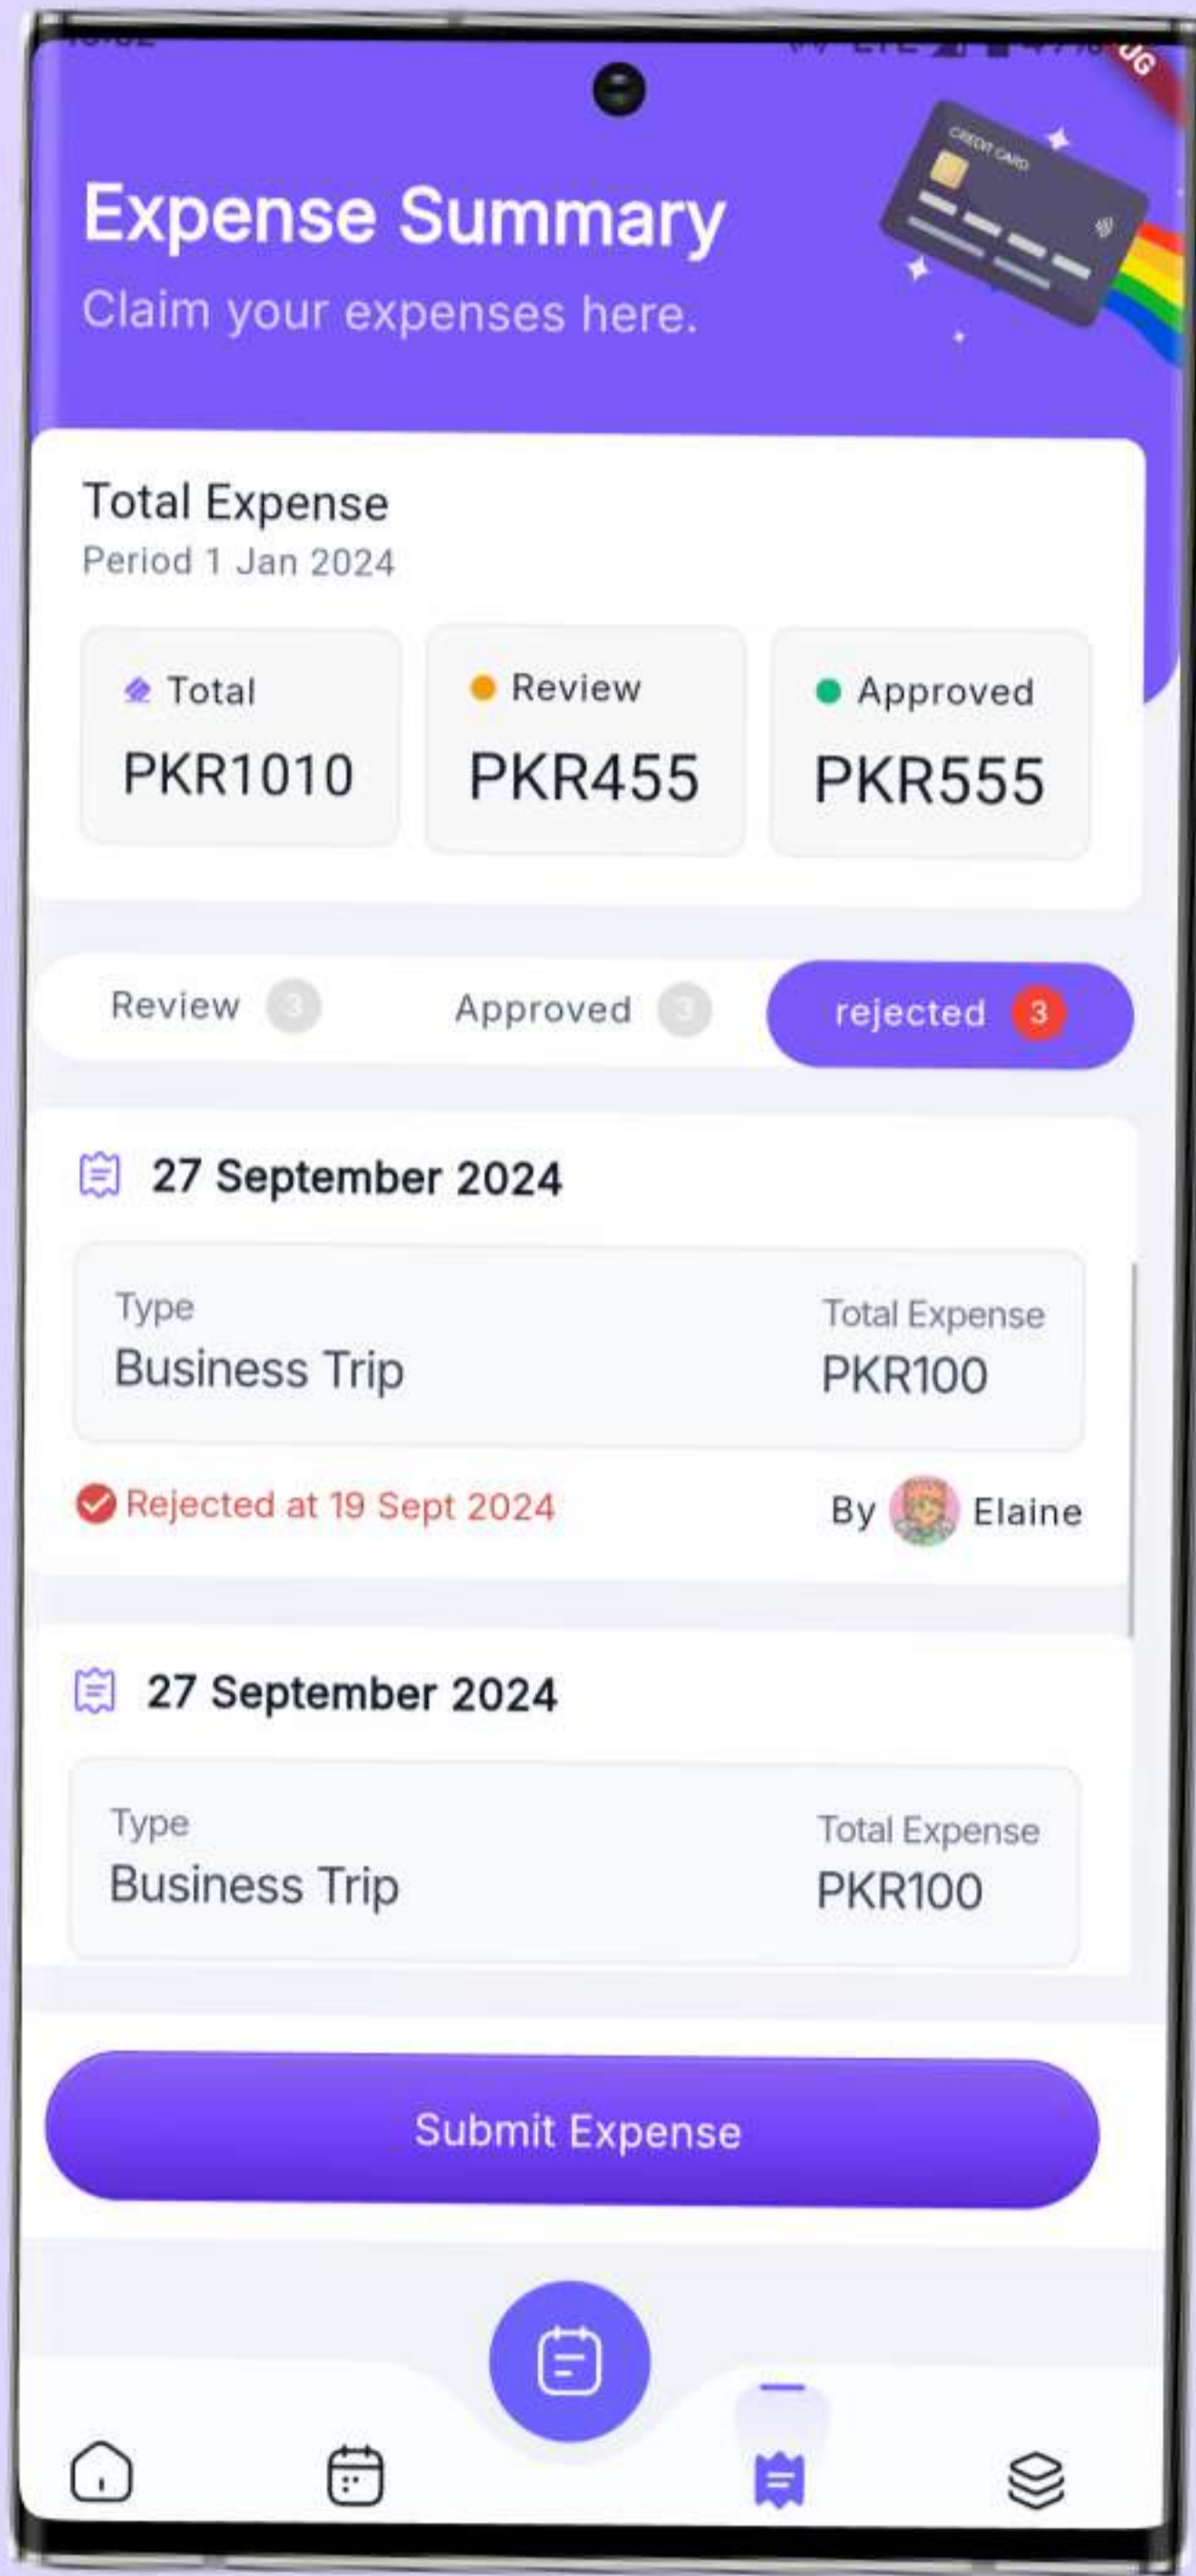 Expense Summary
Claim your expenses here.
CREDIT CARD
Total Expense
Period 1 Jan 2024
Total Review Approved
PKR1010 PKR455 PKR555
Review 3 Approved 3 rejected 3
27 September 2024
Type Total Expense
Business Trip PKR100
Rejected at 19 Sept 2024 By Elaine
27 September 2024
Type Total Expense
Business Trip PKR100
Submit Expense